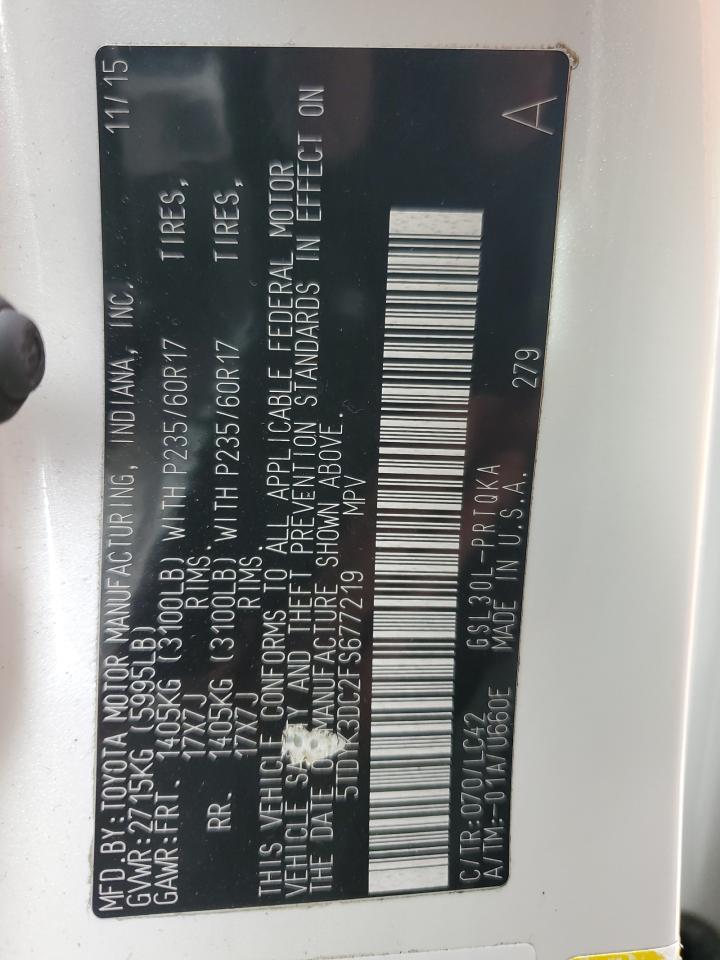 MFD.BY:TOYOTA MOTOR MANUFACTURING, INDIANA, INC. 11/15
GVWR:2715KG (5995LB)
GAWR:FRT. 1405KG (3100LB) WITH P235/60R17 TIRES,
17X7J RIMS.
RR. 1405KG (3100LB) WITH P235/60R17 TIRES,
17X7J RIMS.
THIS VEHICLE CONFORMS TO ALL APPLICABLE FEDERAL MOTOR
VEHICLE AND THEFT PREVENTION STANDARDS IN EFFECT ON
THE DATE MANUFACTURE SHOWN ABOVE.
5TDYK3DC2FS677219 MPV
C/TR:070/LC42 GSL30L-PRTQKA
A/TM:-01A/U660E MADE IN U.S.A. 279 A